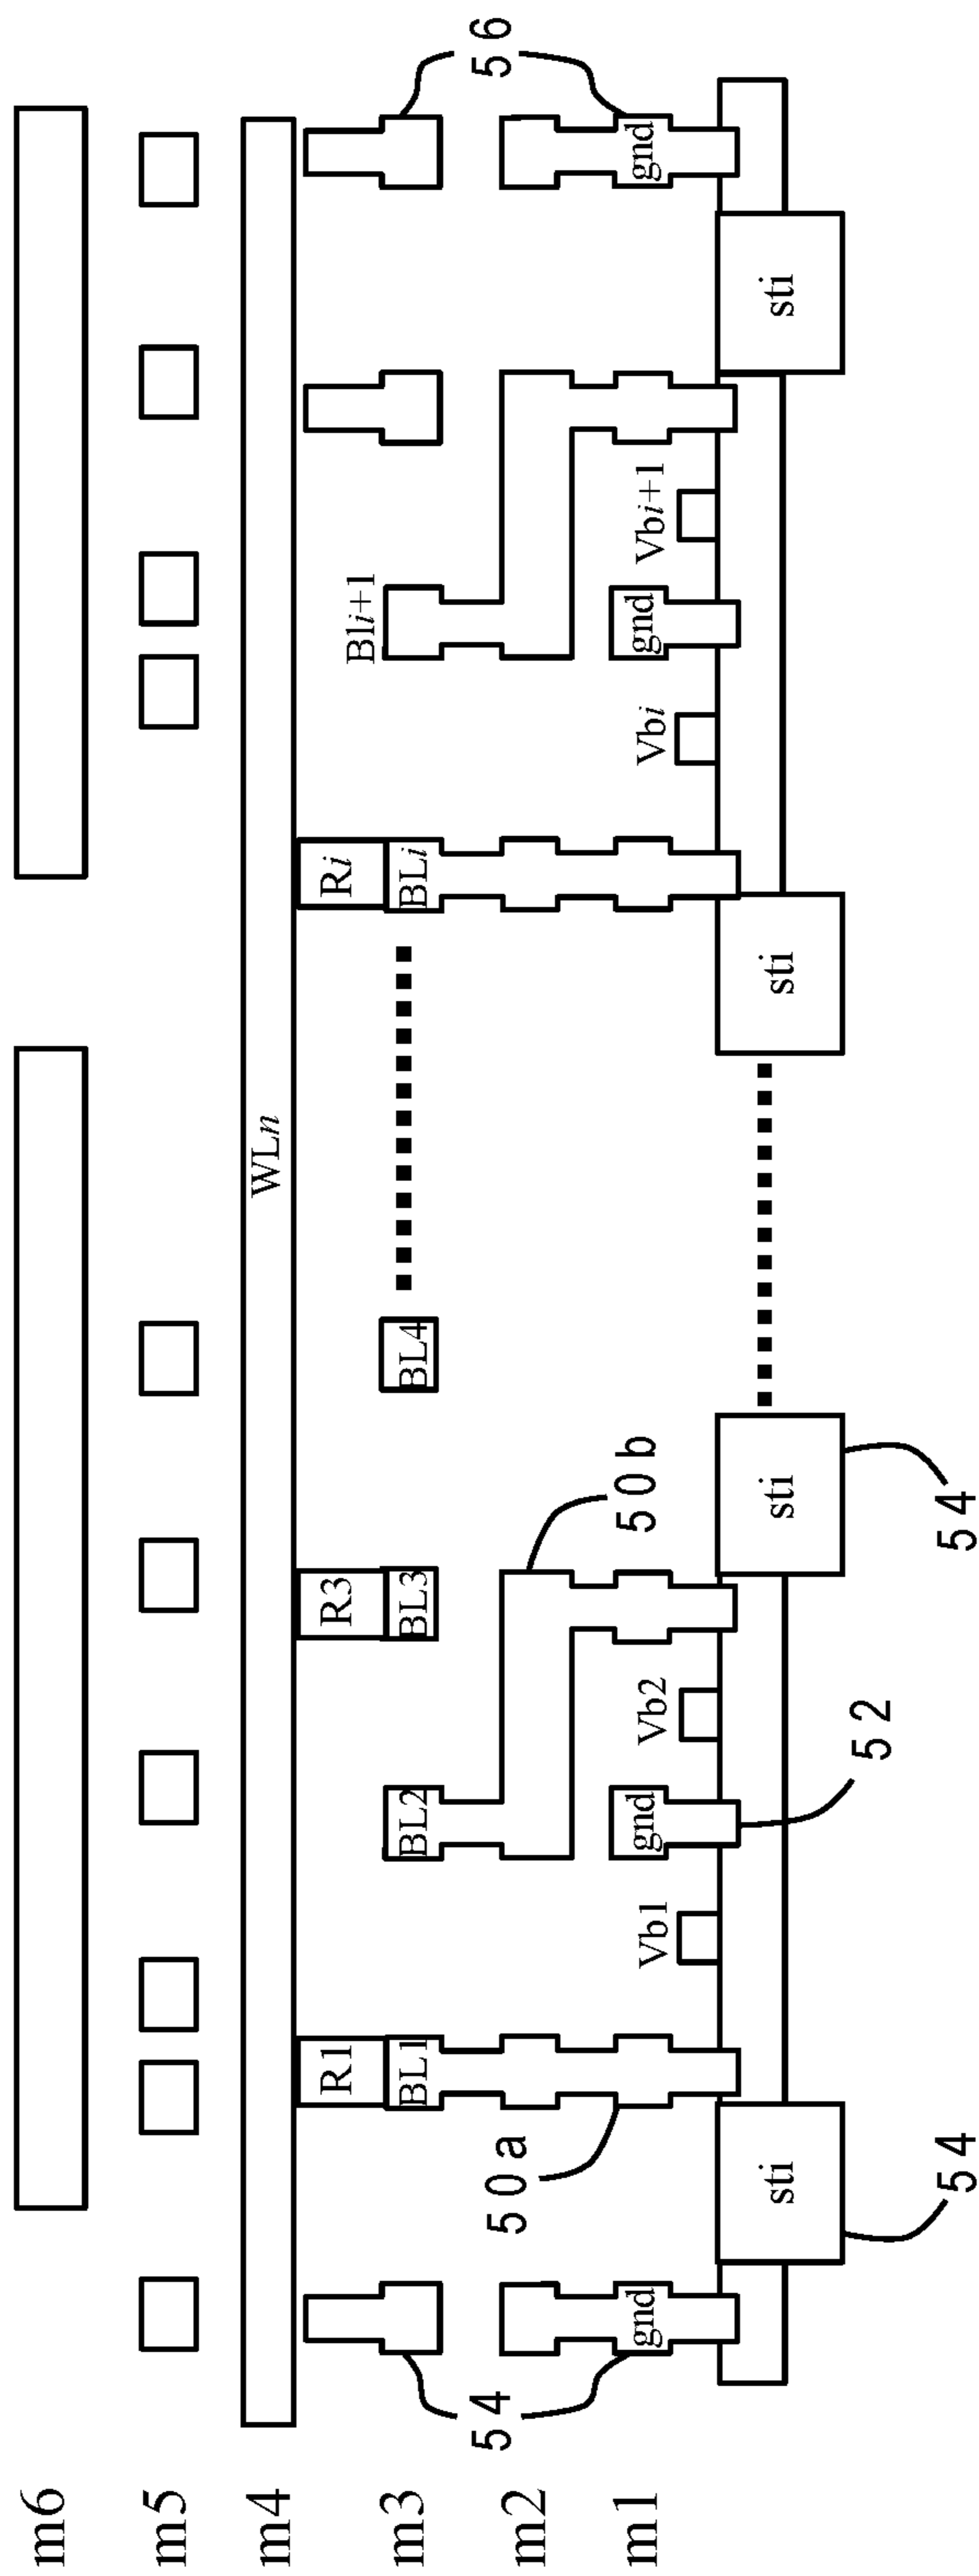 m6
m5
m4
WLn
R1
R3
Ri
Bli+1
m3
BL1
BL2
BL3
BL4
BLi
54
50a
56
m2
50b
m1
gnd
Vb1
gnd
Vb2
Vbi
gnd
Vbi+1
gnd
sti
sti
sti
sti
52
54
54